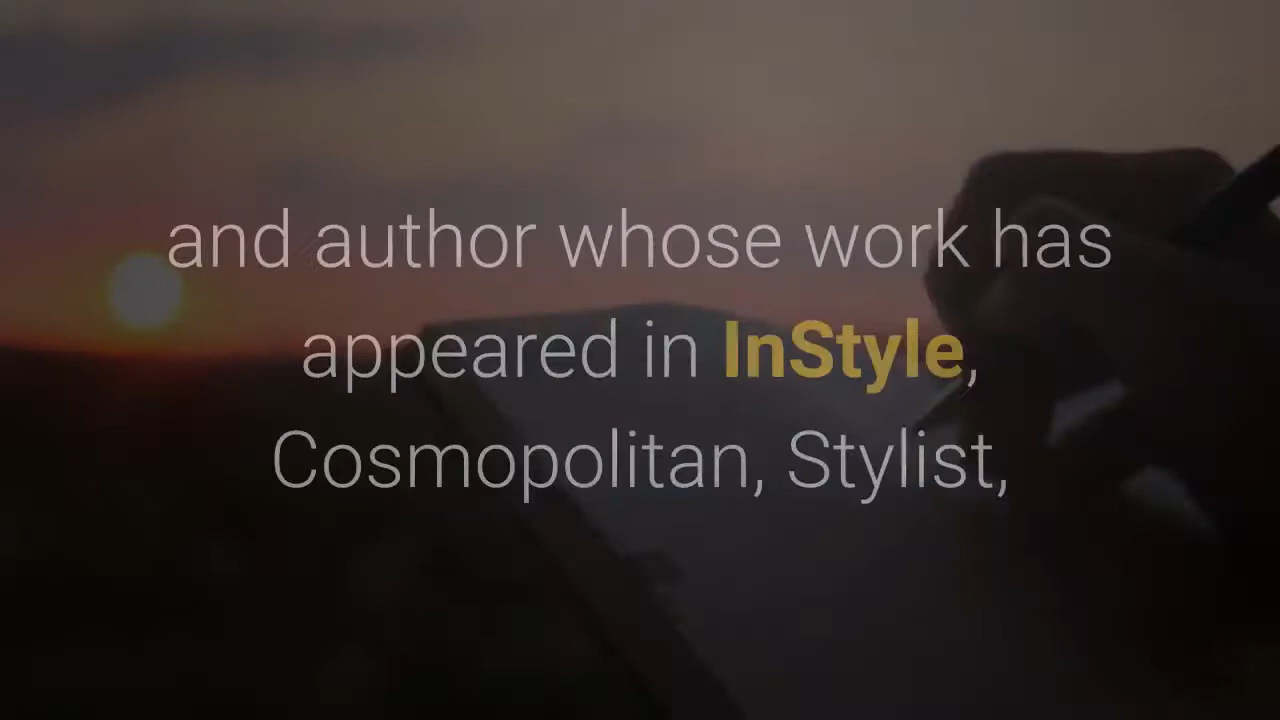 and author whose work has
appeared in InStyle,
Cosmopolitan, Stylist,